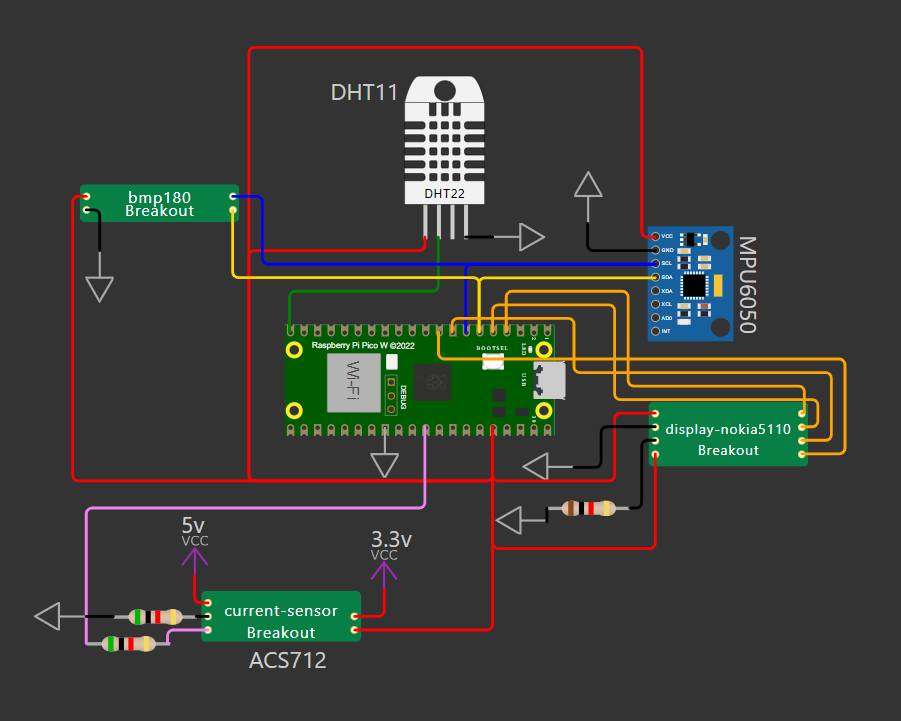 DHT11
DHT22
bmp180
Breakout
VCC
GND
SCL
SDA
XDA
XCL
AD0
INT
MPU6050
Raspberry Pi Pico W ©2022
BOOTSEL
LED
USB
Wi-Fi
DEBUG
display-nokia5110
Breakout
5v
VCC
3.3v
VCC
current-sensor
Breakout
ACS712